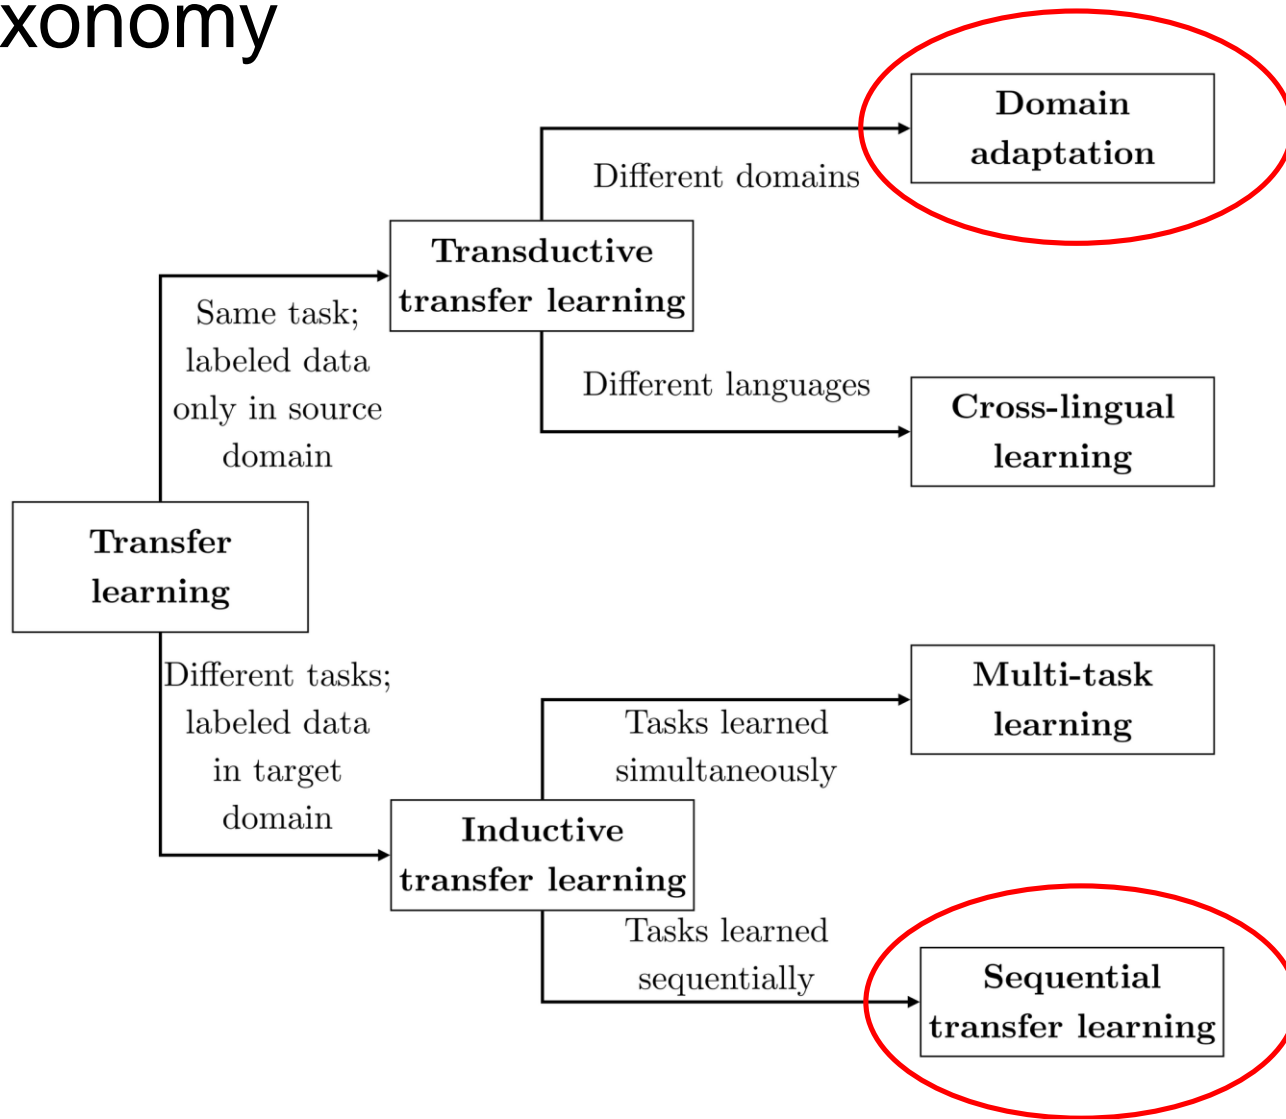 xonomy
Domain
adaptation
Different domains
Transductive
transfer learning
Same task;
labeled data
only in source
domain
Different languages
Cross-lingual
learning
Transfer
learning
Different tasks;
labeled data
in target
domain
Multi-task
learning
Tasks learned
simultaneously
Inductive
transfer learning
Tasks learned
sequentially
Sequential
transfer learning